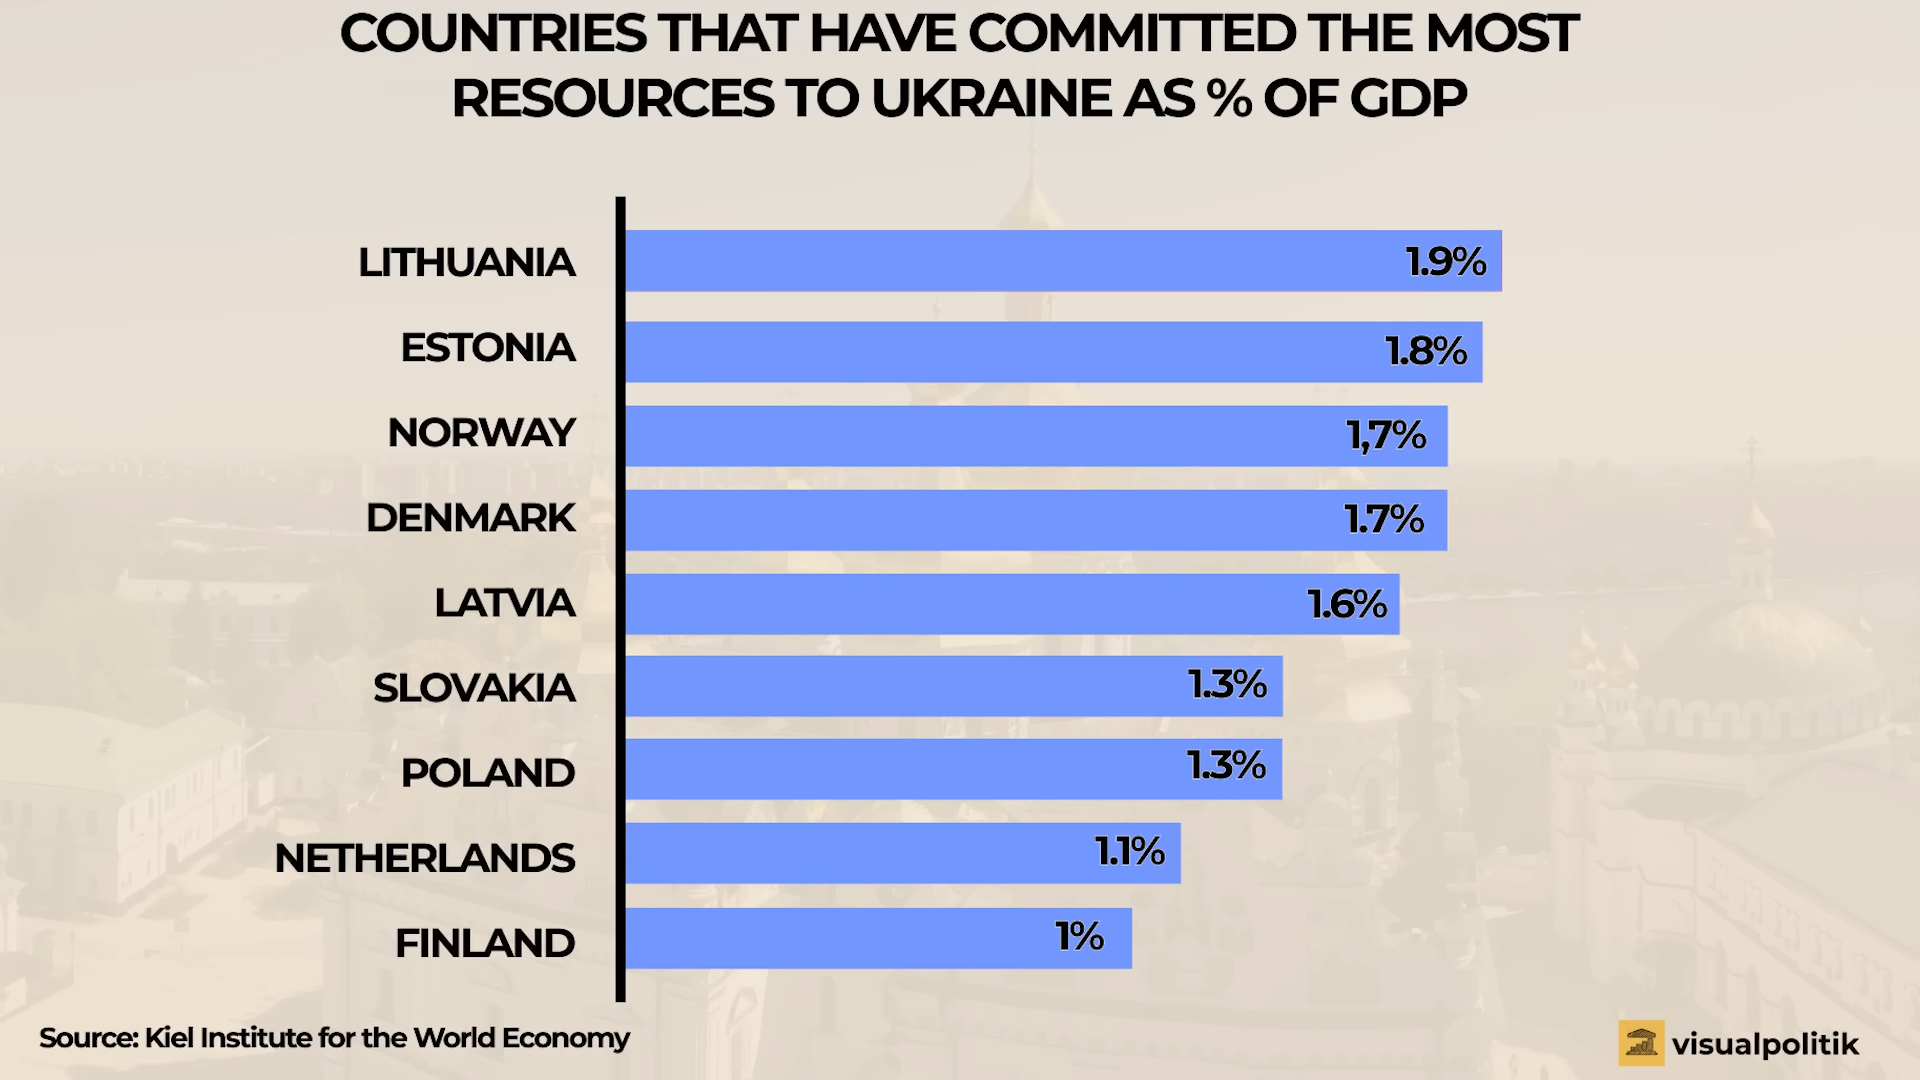 COUNTRIES THAT HAVE COMMITTED THE MOST
RESOURCES TO UKRAINE AS % OF GDP
LITHUANIA 1.9%
ESTONIA 1.8%
NORWAY 1,7%
DENMARK 1.7%
LATVIA 1.6%
SLOVAKIA 1.3%
POLAND 1.3%
NETHERLANDS 1.1%
FINLAND 1%
Source: Kiel Institute for the World Economy
visualpolitik